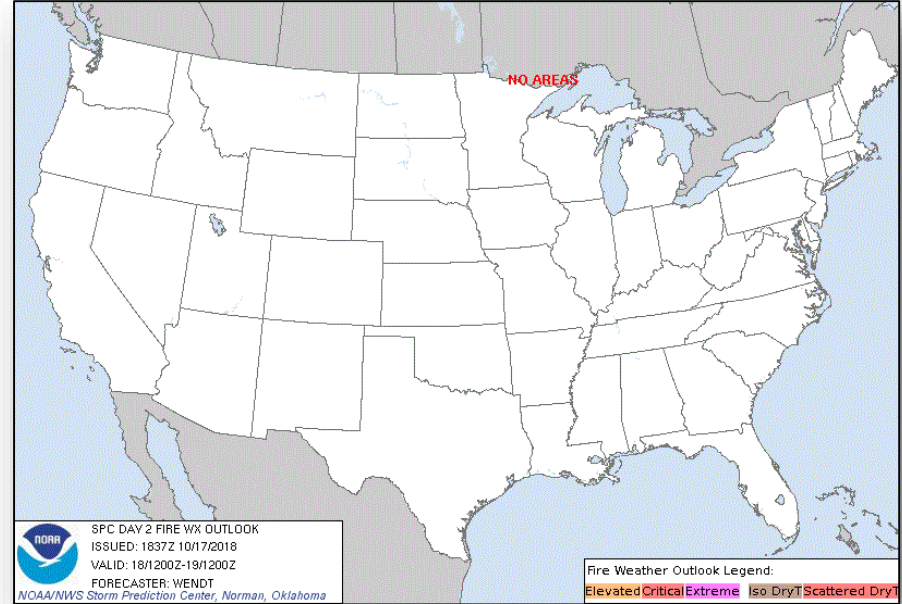 NO AREAS
NOAA
SPC DAY 2 FIRE WX OUTLOOK
ISSUED: 1837Z 10/17/2018
VALID: 18/1200Z-19/1200Z
FORECASTER: WENDT
NOAA/NWS Storm Prediction Center, Norman, Oklahoma
Fire Weather Outlook Legend:
Elevated Critical Extreme Iso DryT Scattered DryT